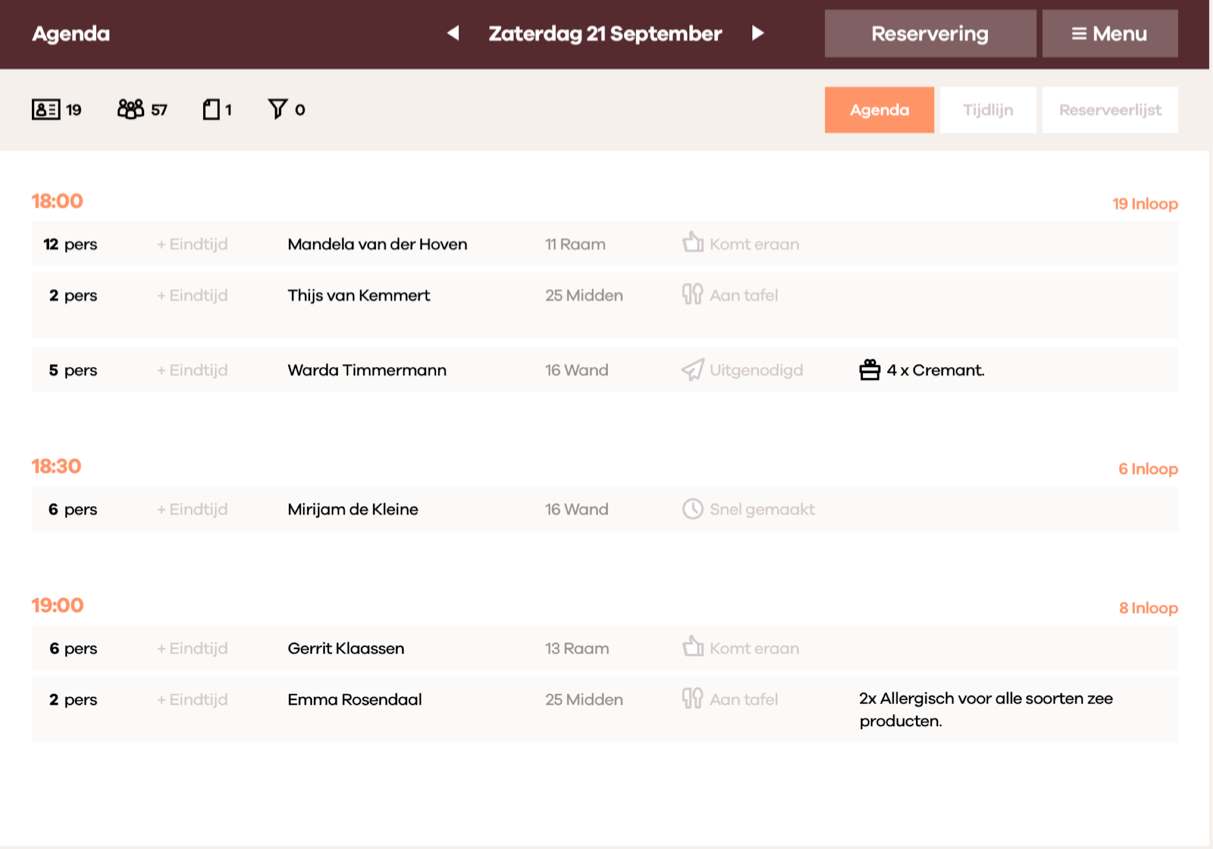 Agenda
Zaterdag 21 September
Reservering
Menu
19 57 1 0
Agenda Tijdlijn Reserveerlijst
18:00 19 Inloop
12 pers + Eindtijd Mandela van der Hoven 11 Raam Komt eraan
2 pers + Eindtijd Thijs van Kemmert 25 Midden Aan tafel
5 pers + Eindtijd Warda Timmermann 16 Wand Uitgenodigd 4 x Cremant.
18:30 6 Inloop
6 pers + Eindtijd Mirijam de Kleine 16 Wand Snel gemaakt
19:00 8 Inloop
6 pers + Eindtijd Gerrit Klaassen 13 Raam Komt eraan
2 pers + Eindtijd Emma Rosendaal 25 Midden Aan tafel 2x Allergisch voor alle soorten zee
producten.